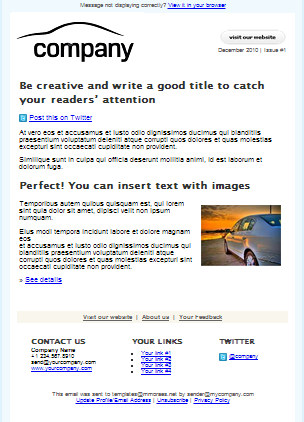 Message not displaying correctly? View it in your browser
company
visit our website
December 2010 | Issue #1
Be creative and write a good title to catch
your readers' attention
Post this on Twitter
At vero eos et accusamus et iusto odio dignissimos ducimus qui blanditiis
praesentium voluptatum deleniti atque corrupti quos dolores et quas molestias
excepturi sint occaecati cupiditate non provident.
Similique sunt in culpa qui officia deserunt mollitia animi, id est laborum et
dolorum fuga.
Perfect! You can insert text with images
Temporibus autem quibus quisquam est, qui lorem
sint quia dolor sit amet, dipisci velit non ipsum
numquam.
Eius modi tempora incidunt labore et dolore magnam
eos
et accusamus et iusto odio dignissimos ducimus qui
blanditiis praesentium voluptatum deleniti atque
corrupti quos dolores et quas molestias excepturi sint
occaecati cupiditate non provident.
» See details
Visit our website | About us | Your Feedback
CONTACT US
Company Name
+1 234.567.8910
send@yourcompany.com
www.yourcompany.com
YOUR LINKS
Your link #1
Your link #2
Your link #3
Your link #4
TWITTER
@company
This email was sent to templates@mmoress.net by sender@mycompany.com
Update Profile/Email Address | Unsubscribe | Privacy Policy